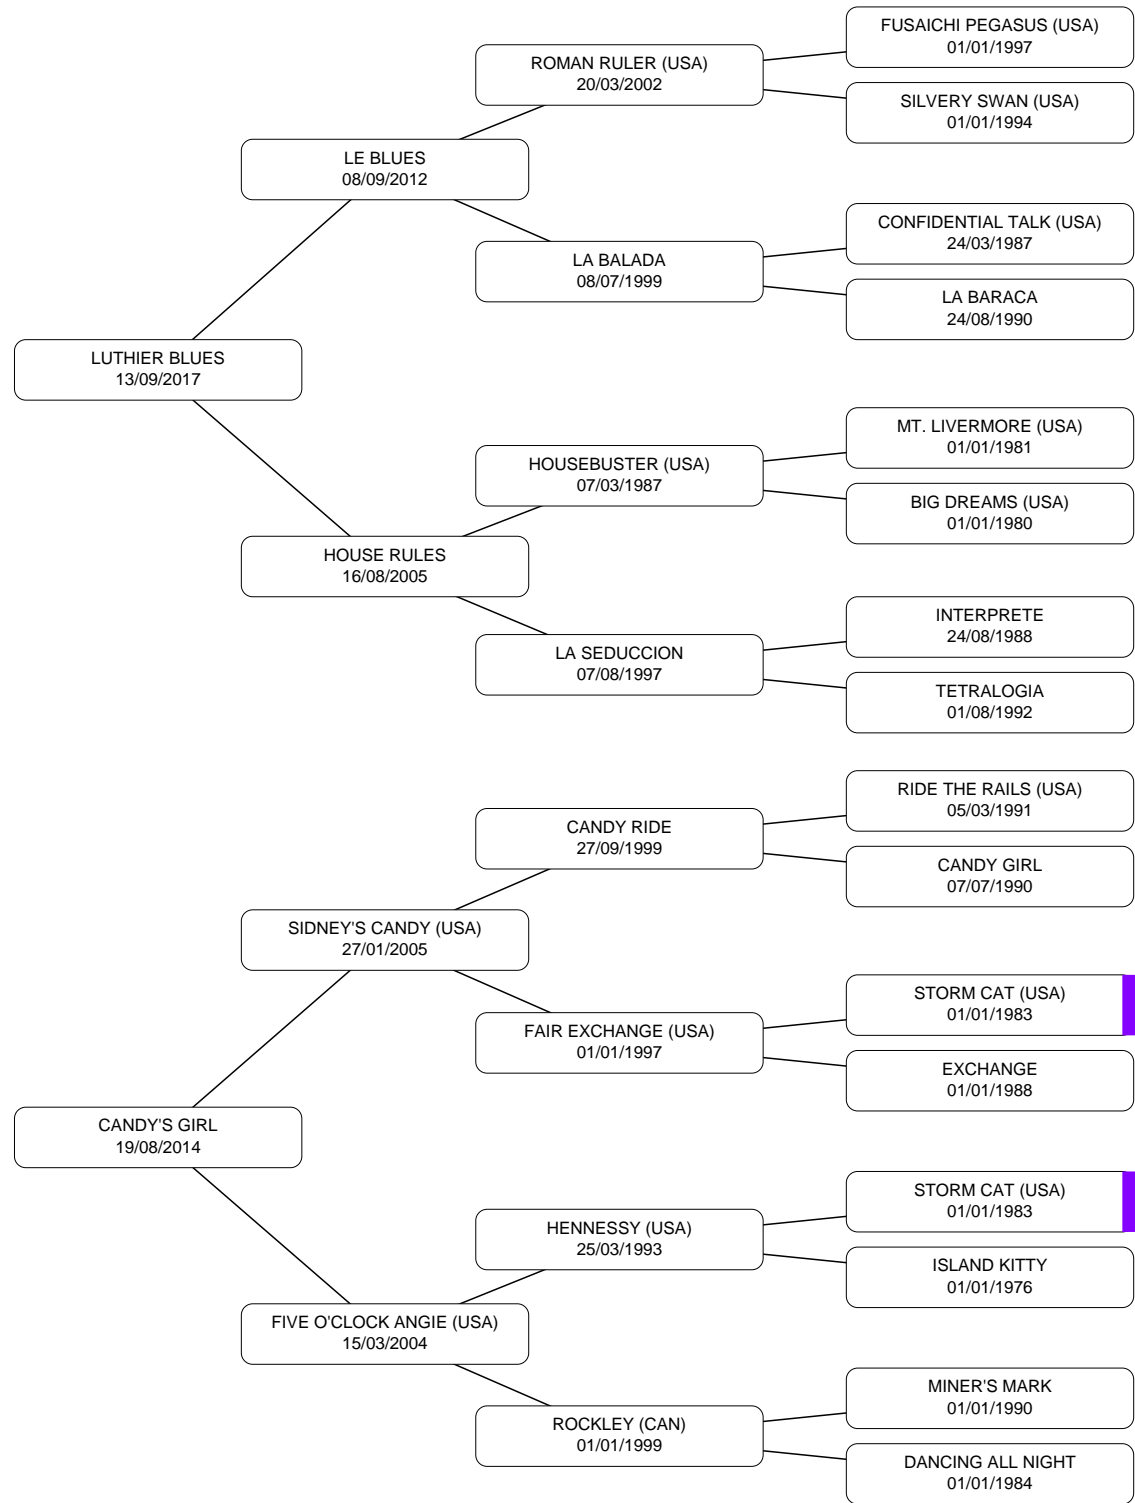 FUSAICHI PEGASUS (USA)
01/01/1997
ROMAN RULER (USA)
20/03/2002
SILVERY SWAN (USA)
01/01/1994
LE BLUES
08/09/2012
CONFIDENTIAL TALK (USA)
24/03/1987
LA BALADA
08/07/1999
LA BARACA
24/08/1990
LUTHIER BLUES
13/09/2017
MT. LIVERMORE (USA)
01/01/1981
HOUSEBUSTER (USA)
07/03/1987
BIG DREAMS (USA)
01/01/1980
HOUSE RULES
16/08/2005
INTERPRETE
24/08/1988
LA SEDUCCION
07/08/1997
TETRALOGIA
01/08/1992
RIDE THE RAILS (USA)
05/03/1991
CANDY RIDE
27/09/1999
CANDY GIRL
07/07/1990
SIDNEY'S CANDY (USA)
27/01/2005
STORM CAT (USA)
01/01/1983
FAIR EXCHANGE (USA)
01/01/1997
EXCHANGE
01/01/1988
CANDY'S GIRL
19/08/2014
STORM CAT (USA)
01/01/1983
HENNESSY (USA)
25/03/1993
ISLAND KITTY
01/01/1976
FIVE O'CLOCK ANGIE (USA)
15/03/2004
MINER'S MARK
01/01/1990
ROCKLEY (CAN)
01/01/1999
DANCING ALL NIGHT
01/01/1984